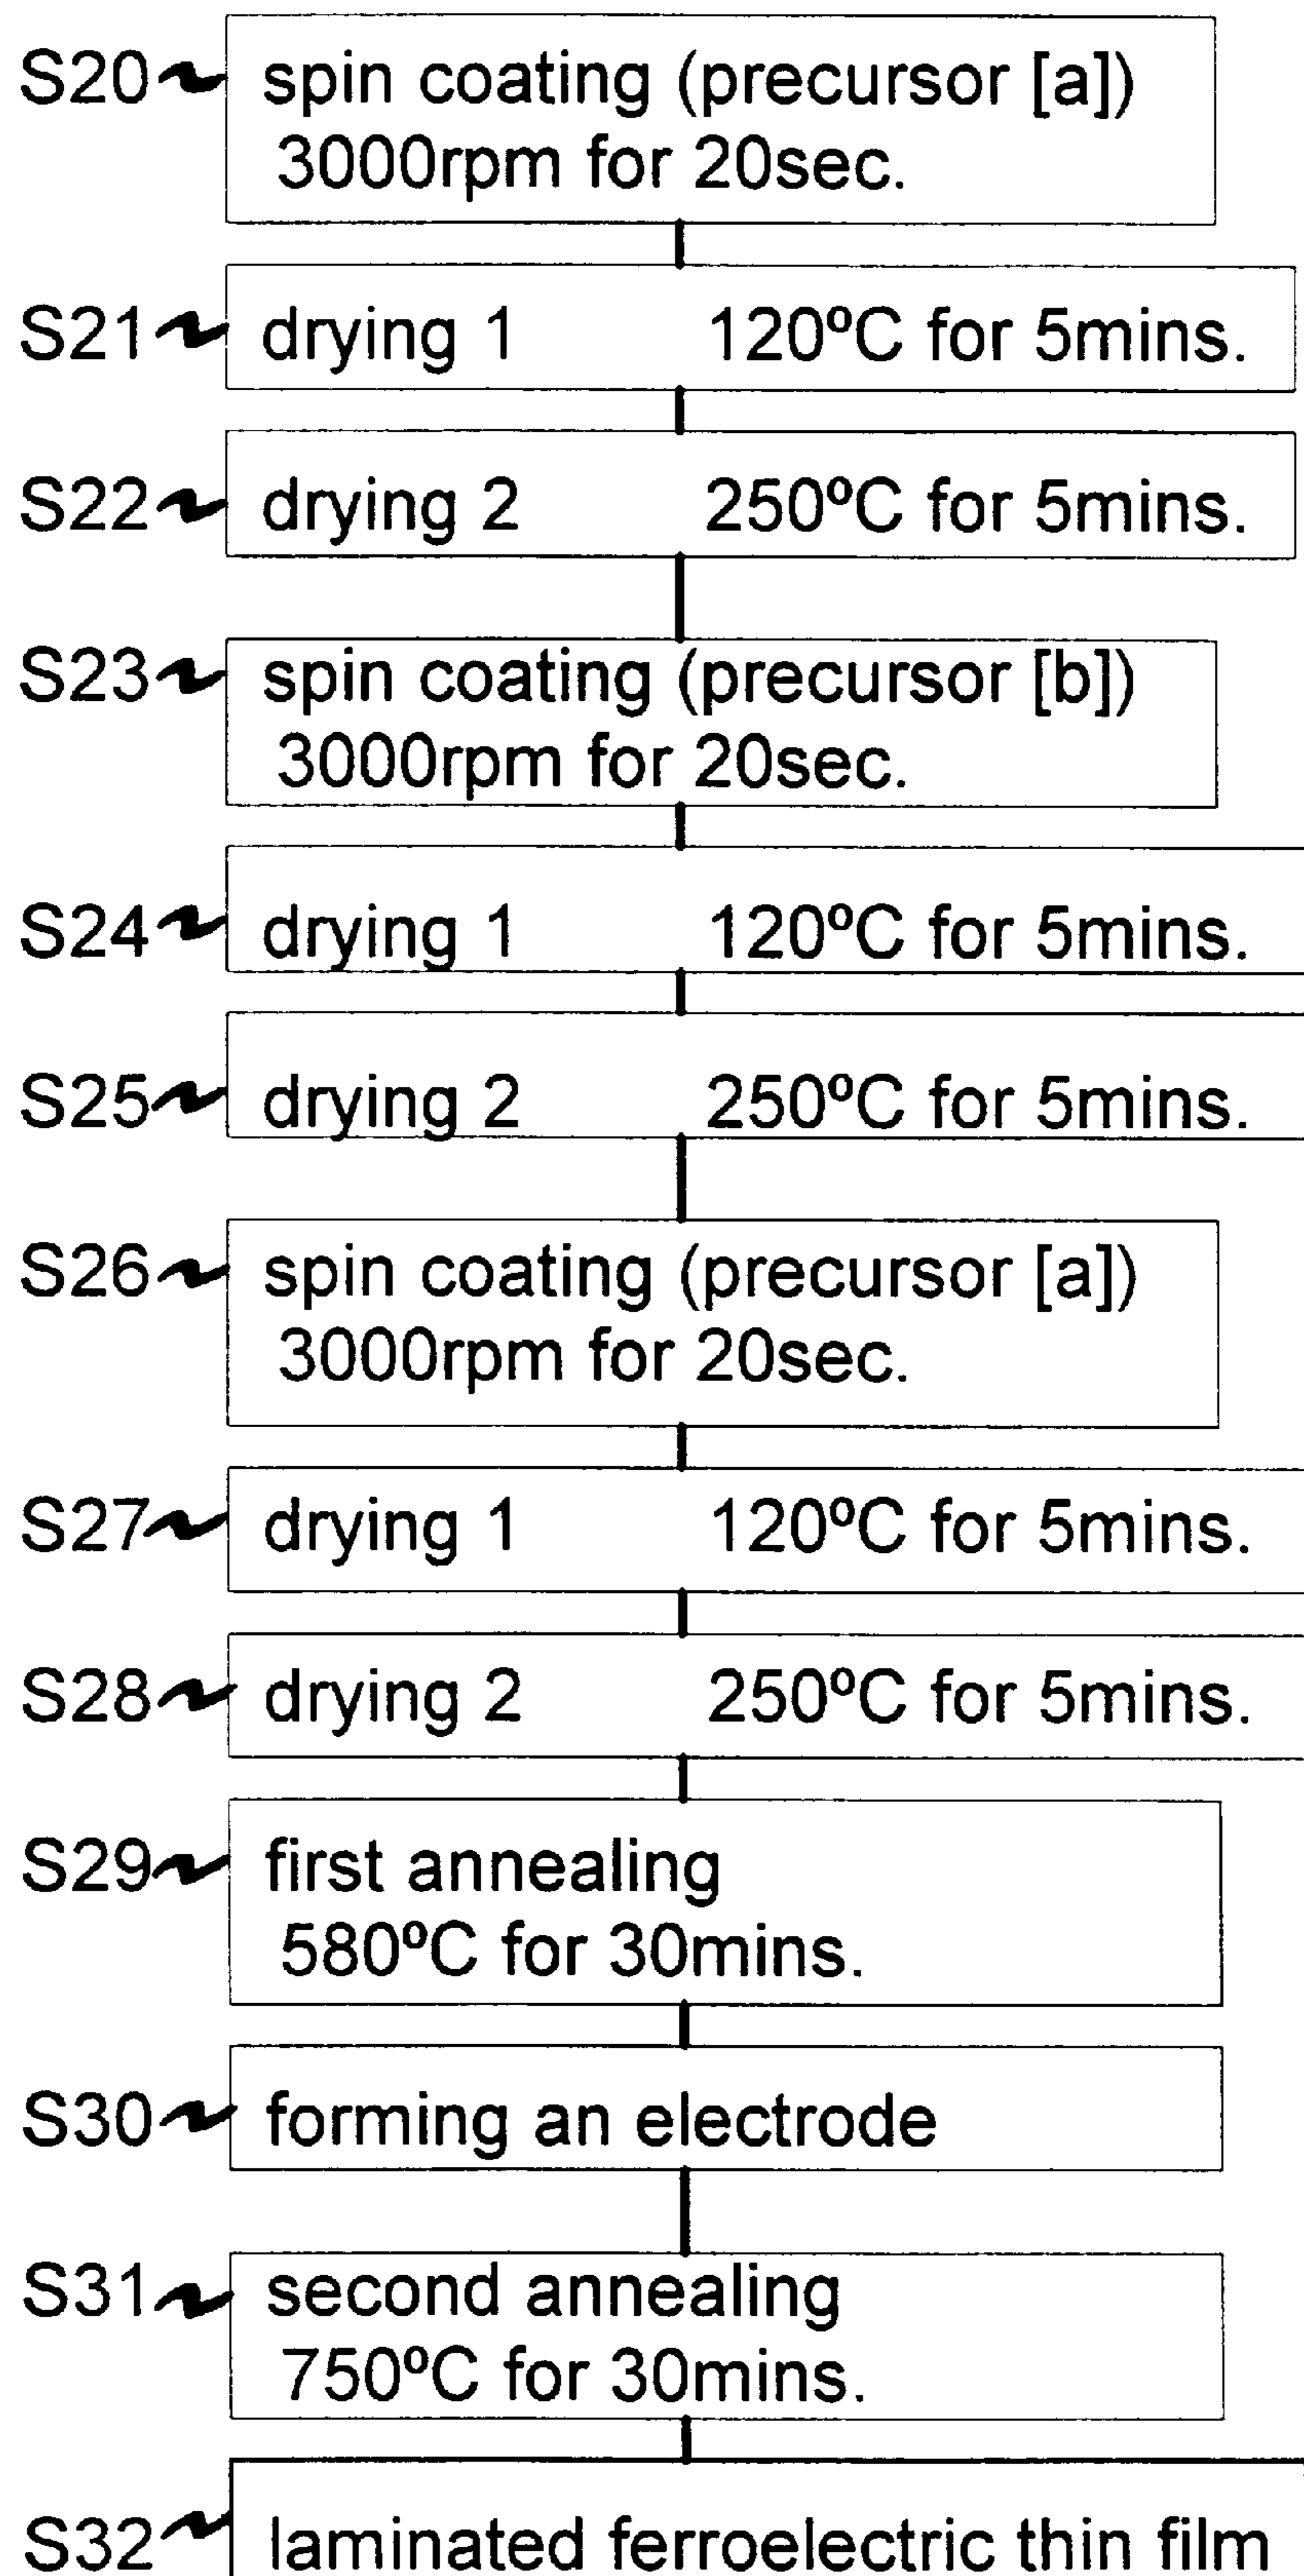 S20 spin coating (precursor [a])
3000rpm for 20sec.
S21 drying 1 120ºC for 5mins.
S22 drying 2 250ºC for 5mins.
S23 spin coating (precursor [b])
3000rpm for 20sec.
S24 drying 1 120ºC for 5mins.
S25 drying 2 250ºC for 5mins.
S26 spin coating (precursor [a])
3000rpm for 20sec.
S27 drying 1 120ºC for 5mins.
S28 drying 2 250ºC for 5mins.
S29 first annealing
580ºC for 30mins.
S30 forming an electrode
S31 second annealing
750ºC for 30mins.
S32 laminated ferroelectric thin film